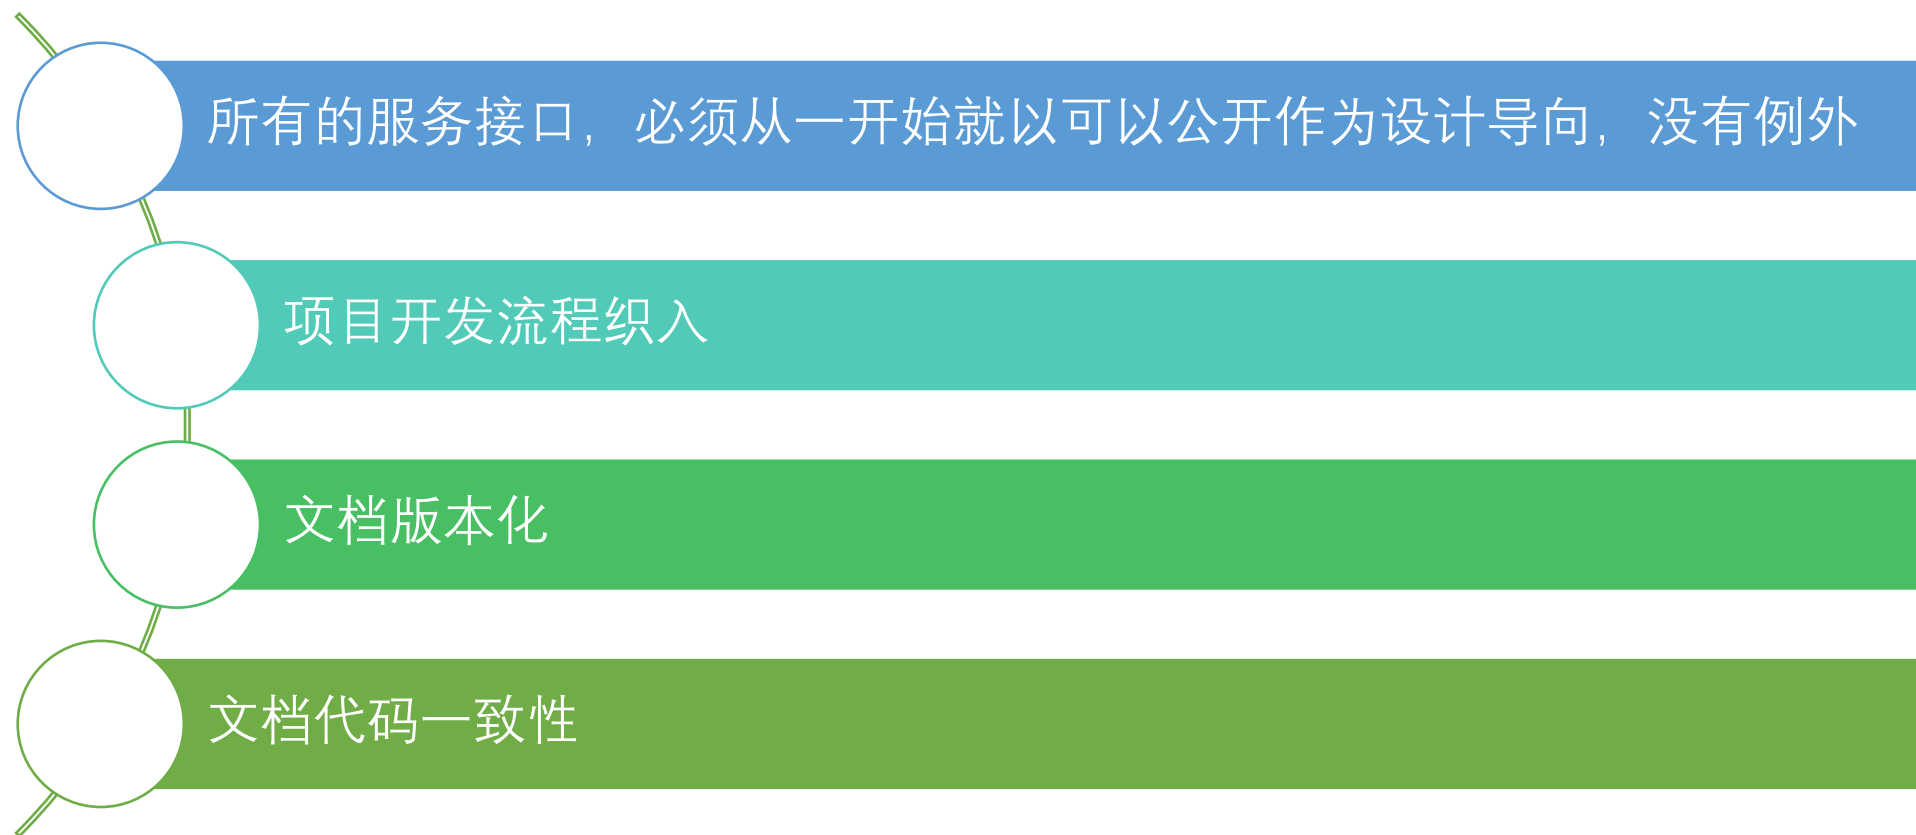 所有的服务接口，必须从一开始就以可以公开作为设计导向，没有例外
项目开发流程织入
文档版本化
文档代码一致性